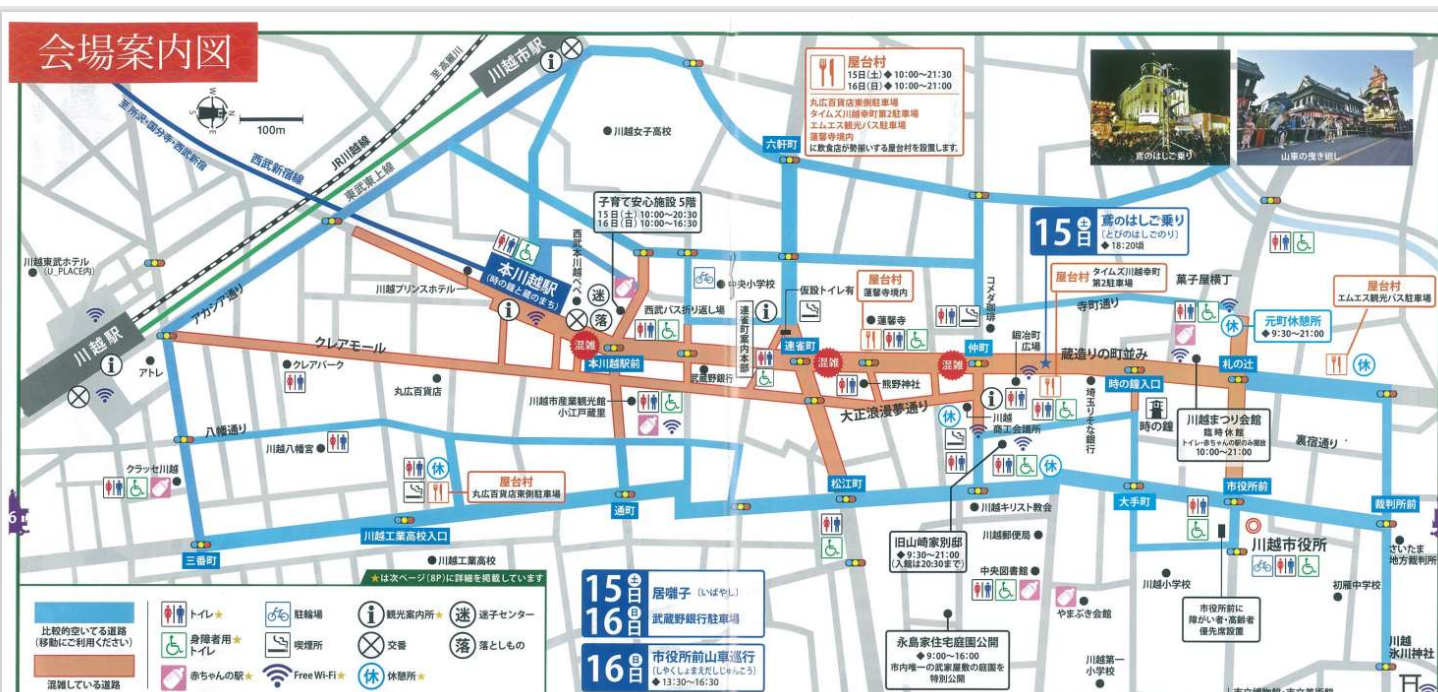 会場案内図
至高麗川
川越市駅
至所沢・国分寺・西武新宿
100m
西武新宿線
JR川越線
東武東上線
川越女子高校
屋台村
15日(土)◆10:00~21:30
16日(日)◆10:00~21:00
丸広百貨店東側駐車場
タイムズ川越幸町第2駐車場
エムエス観光バス駐車場
蓮馨寺境内
に飲食店が勢揃いする屋台村を設置します。
鳶のはしご乗り
山車の曳き廻し
六軒町
子育て安心施設 5階
15日(土)10:00~20:30
16日(日)10:00~16:30
15土日
鳶のはしご乗り
(とびのはしごのり)
◆18:20頃
川越東武ホテル
(U_PLACE内)
川越プリンスホテル
本川越駅
(時の鐘と蔵のまち)
西武本川越ペペ
迷
落
西武バス折り返し場
中央小学校
連雀町案内本部
仮設トイレ有
屋台村
蓮馨寺境内
蓮馨寺
コメダ珈琲
鍛冶町
広場
屋台村
タイムズ川越幸町
第2駐車場
寺町通り
菓子屋横丁
休
元町休憩所
◆9:30~21:00
屋台村
エムエス観光バス駐車場
休
川越駅
アカシア通り
アトレ
クレアモール
クレアパーク
丸広百貨店
混雑
本川越駅前
武蔵野銀行
連雀町
混雑
熊野神社
混雑
仲町
蔵造りの町並み
時の鐘入口
札の辻
川越市産業観光館
小江戸蔵里
大正浪漫夢通り
休
川越
商工会議所
埼玉りそな銀行
時の鐘
川越まつり会館
臨時休館
トイレ・赤ちゃんの駅のみ開放
10:00~21:00
裏宿通り
八幡通り
川越八幡宮
クラッセ川越
休
屋台村
丸広百貨店東側駐車場
休
三番町
川越工業高校入口
川越工業高校
通町
松江町
川越キリスト教会
大手町
市役所前
裁判所前
旧山崎家別邸
◆9:30~21:00
(入館は20:30まで)
川越郵便局
中央図書館
やまぶき会館
川越小学校
川越市役所
さいたま
地方裁判所
初雁中学校
市役所前に
障がい者・高齢者
優先席設置
永島家住宅庭園公開
◆9:00~16:00
市内唯一の武家屋敷の庭園を
特別公開
川越第一
小学校
川越
氷川神社
★は次ページ(8P)に詳細を掲載しています
比較的空いてる道路
(移動にご利用ください)
混雑している道路
トイレ★
身障者用★
トイレ
赤ちゃんの駅★
駐輪場
喫煙所
Free Wi-Fi★
観光案内所★
交番
休 休憩所★
迷 迷子センター
落 落としもの
15土日
16日日
居囃子(いばやし)
武蔵野銀行駐車場
16日日
市役所前山車巡行
(しやくしょまえだしじゅんこう)
◆13:30~16:30